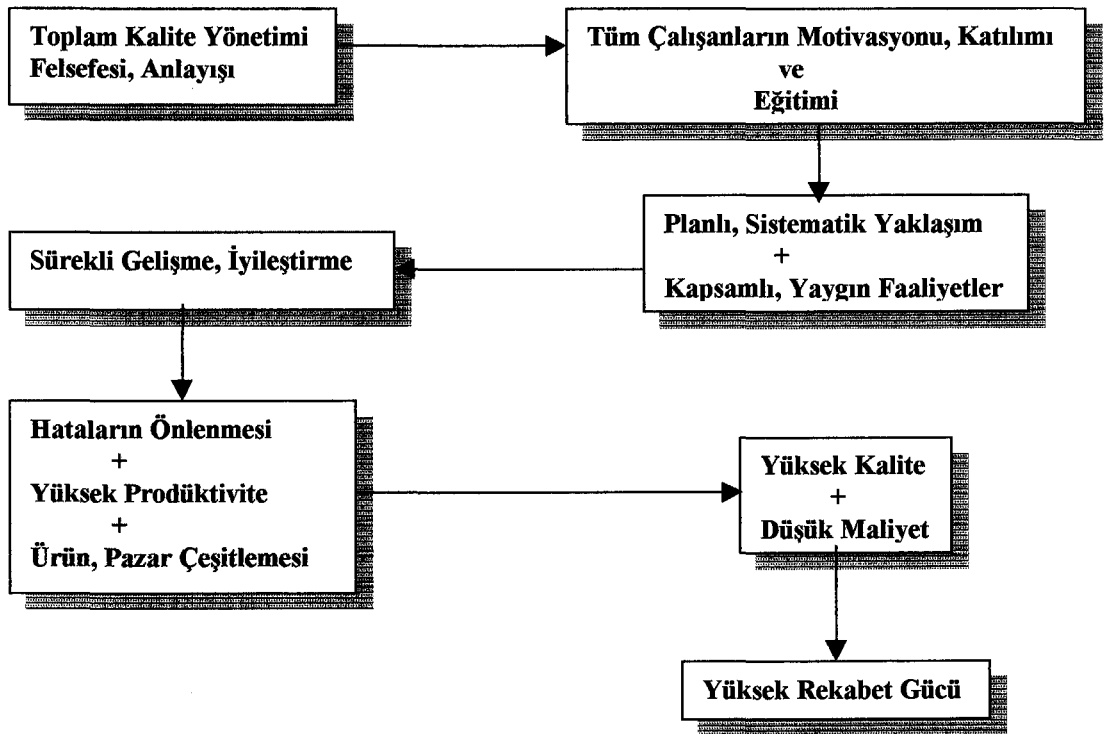 Toplam Kalite Yönetimi
Felsefesi, Anlayışı
Tüm Çalışanların Motivasyonu, Katılımı
ve
Eğitimi
Planlı, Sistematik Yaklaşım
+
Kapsamlı, Yaygın Faaliyetler
Sürekli Gelişme, İyileştirme
Hataların Önlenmesi
+
Yüksek Prodüktivite
+
Ürün, Pazar Çeşitlemesi
Yüksek Kalite
+
Düşük Maliyet
Yüksek Rekabet Gücü